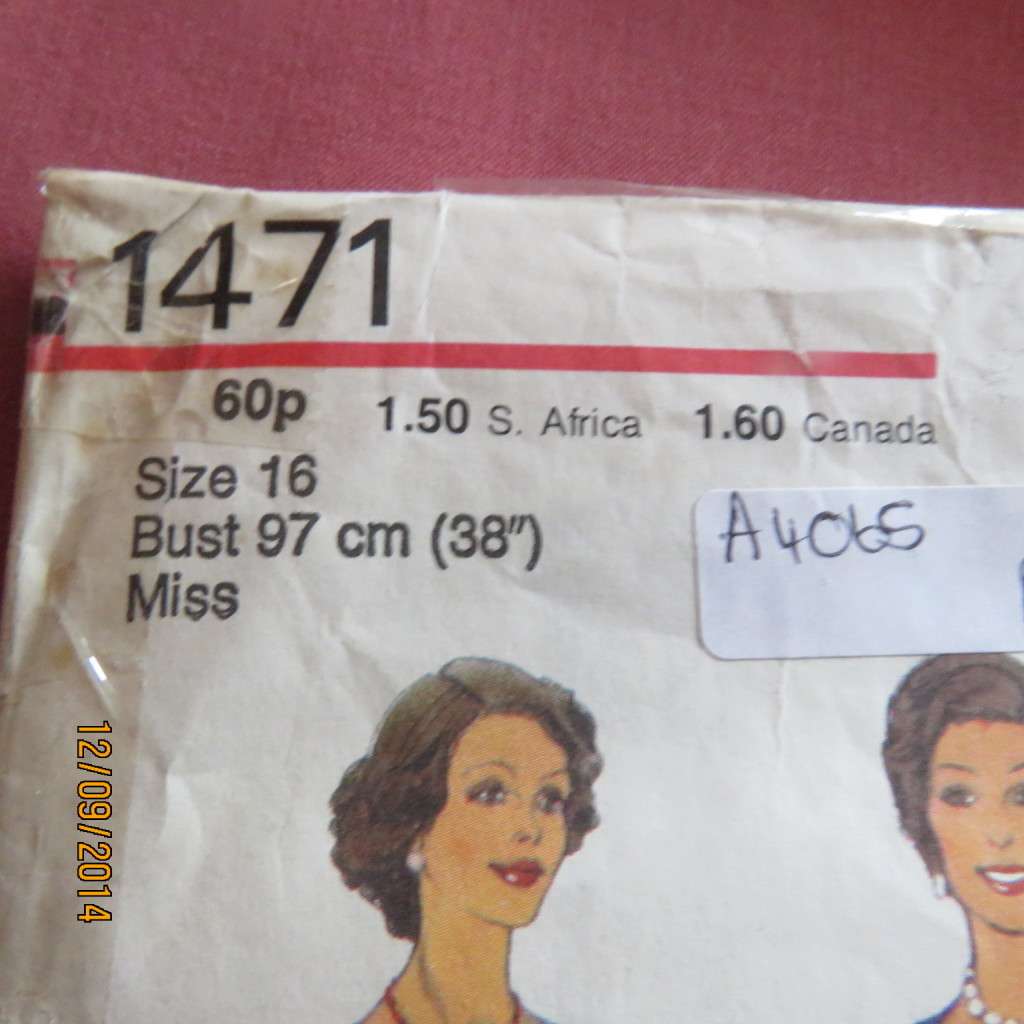 1471
60p 1.50 S. Africa 1.60 Canada
Size 16
Bust 97 cm (38")
Miss
A4065
12/09/2014